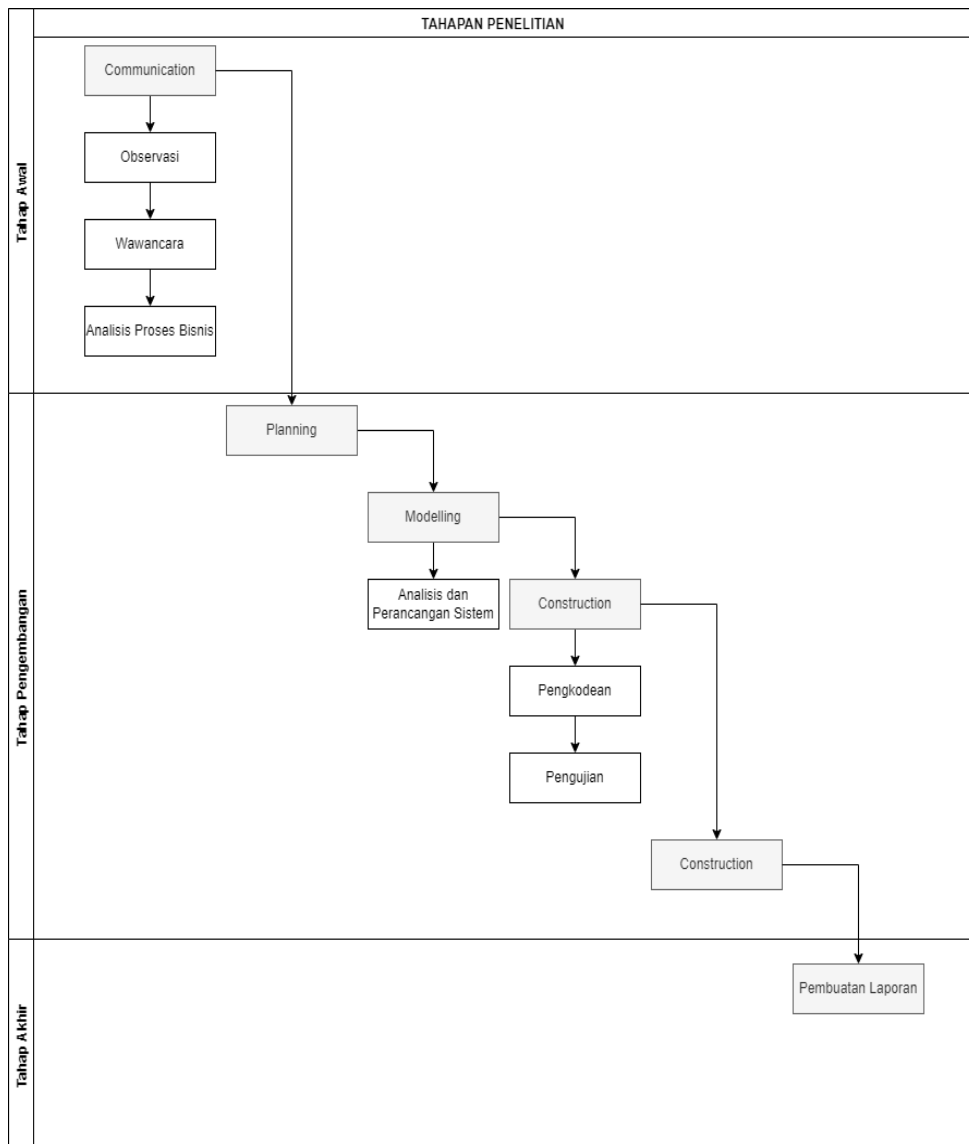 TAHAPAN PENELITIAN
Tahap Awal
Communication
Observasi
Wawancara
Analisis Proses Bisnis
Tahap Pengembangan
Planning
Modelling
Analisis dan
Perancangan Sistem
Construction
Pengkodean
Pengujian
Construction
Tahap Akhir
Pembuatan Laporan